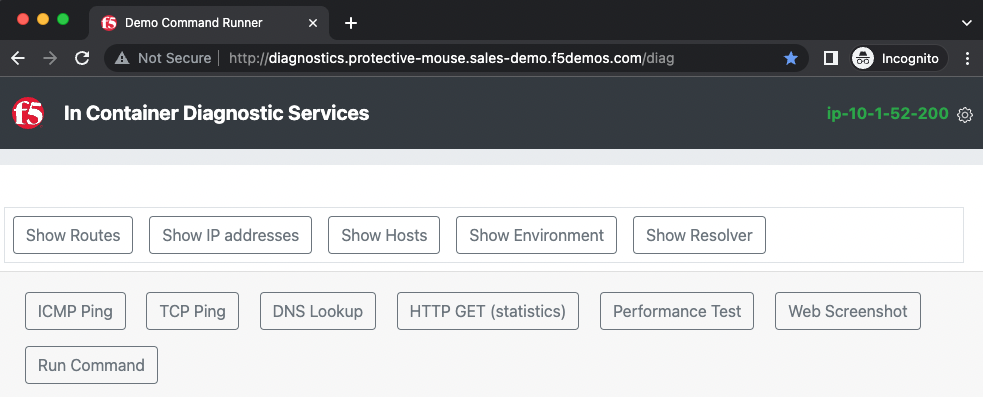 f5 Demo Command Runner
Not Secure | http://diagnostics.protective-mouse.sales-demo.f5demos.com/diag Incognito
f5 In Container Diagnostic Services ip-10-1-52-200
Show Routes Show IP addresses Show Hosts Show Environment Show Resolver
ICMP Ping TCP Ping DNS Lookup HTTP GET (statistics) Performance Test Web Screenshot
Run Command